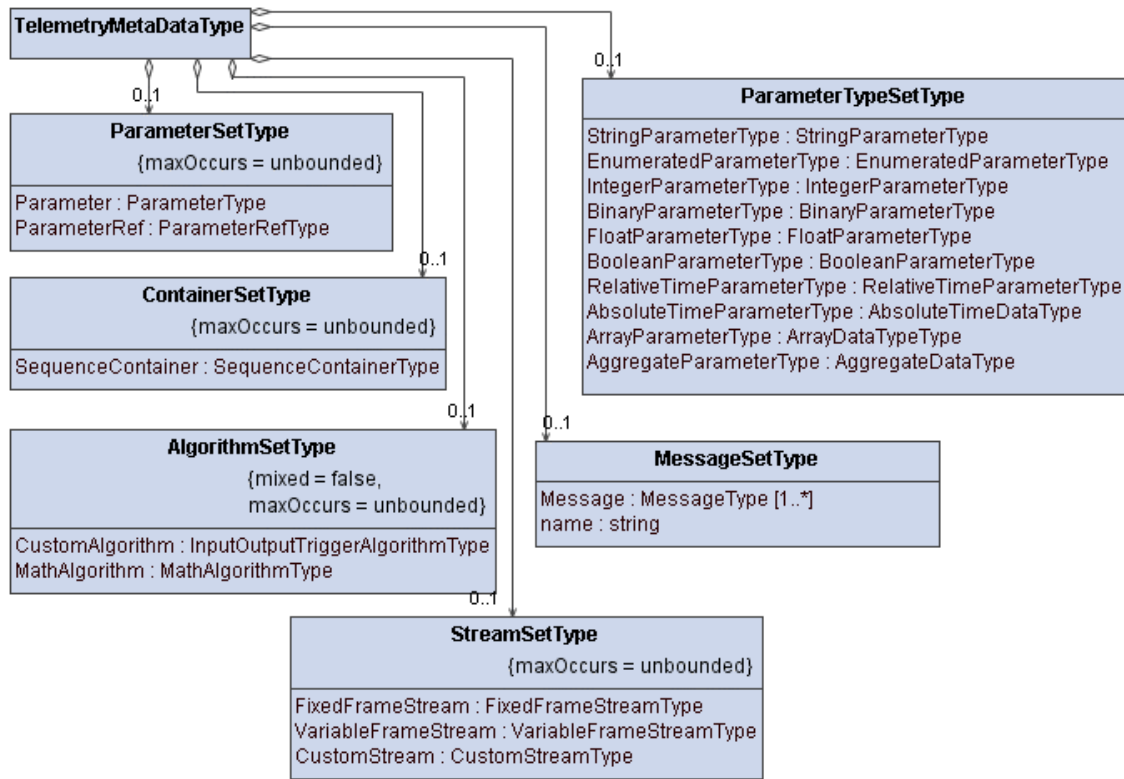 TelemetryMetaDataType
0..1
0..1
ParameterSetType
{maxOccurs = unbounded}
Parameter : ParameterType
ParameterRef : ParameterRefType
0..1
ContainerSetType
{maxOccurs = unbounded}
SequenceContainer : SequenceContainerType
0..1
AlgorithmSetType
{mixed = false,
maxOccurs = unbounded}
CustomAlgorithm : InputOutputTriggerAlgorithmType
MathAlgorithm : MathAlgorithmType
0..1
StreamSetType
{maxOccurs = unbounded}
FixedFrameStream : FixedFrameStreamType
VariableFrameStream : VariableFrameStreamType
CustomStream : CustomStreamType
ParameterTypeSetType
StringParameterType : StringParameterType
EnumeratedParameterType : EnumeratedParameterType
IntegerParameterType : IntegerParameterType
BinaryParameterType : BinaryParameterType
FloatParameterType : FloatParameterType
BooleanParameterType : BooleanParameterType
RelativeTimeParameterType : RelativeTimeParameterType
AbsoluteTimeParameterType : AbsoluteTimeDataType
ArrayParameterType : ArrayDataTypeType
AggregateParameterType : AggregateDataType
0..1
MessageSetType
Message : MessageType [1..*]
name : string